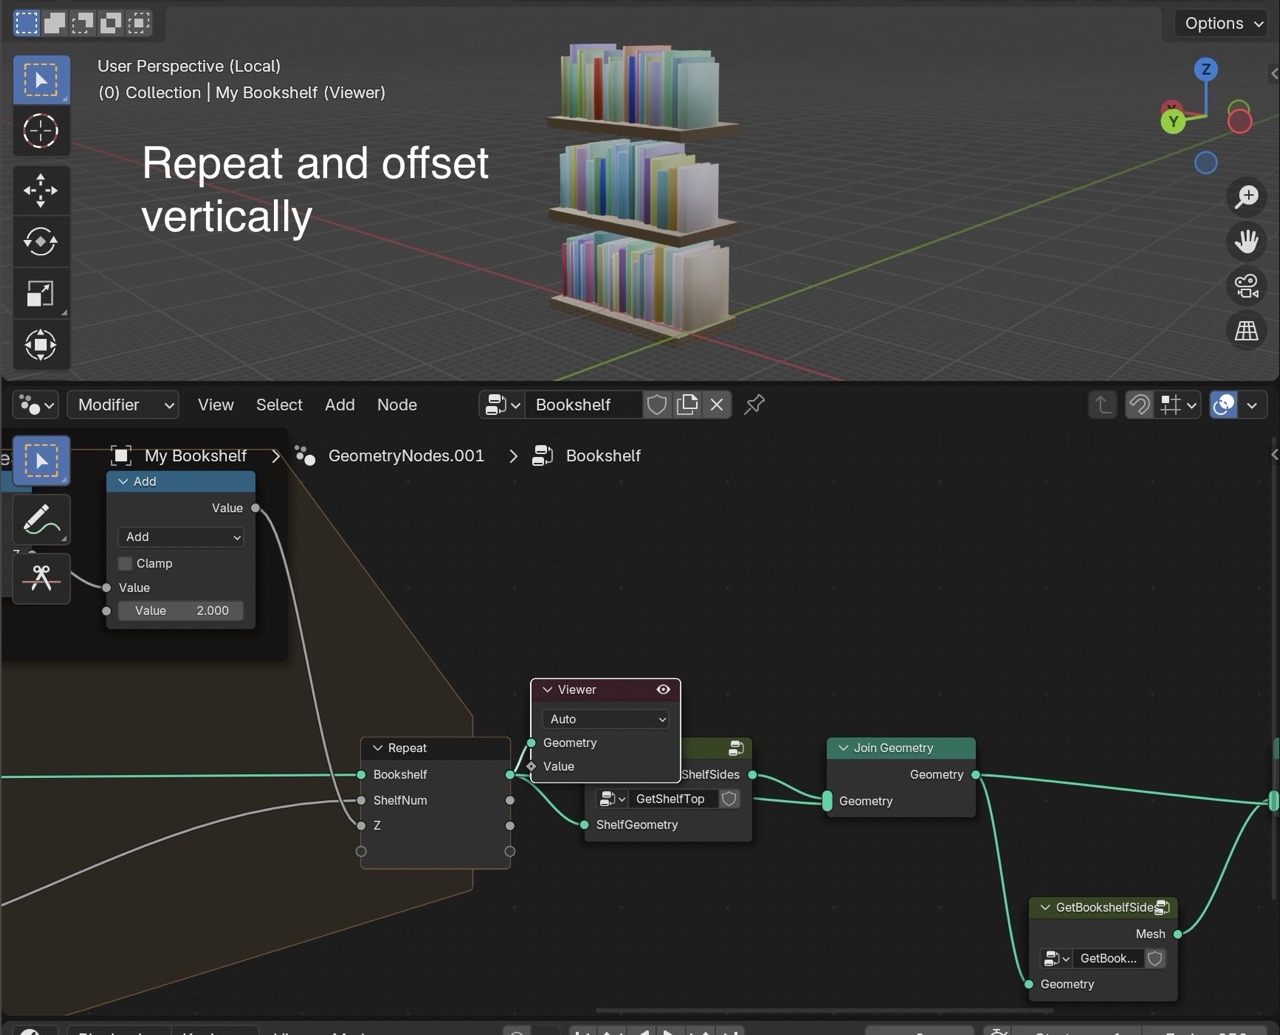 Options
User Perspective (Local)
(0) Collection | My Bookshelf (Viewer)
Z
Y
Repeat and offset
vertically
Modifier View Select Add Node Bookshelf
My Bookshelf GeometryNodes.001 Bookshelf
Add
Value
Add
Clamp
Value
Value 2.000
Viewer
Auto
Geometry
Value
Repeat
Bookshelf
ShelfNum
Z
ShelfSides
GetShelfTop
ShelfGeometry
Join Geometry
Geometry
Geometry
GetBookshelfSides
Mesh
GetBook...
Geometry